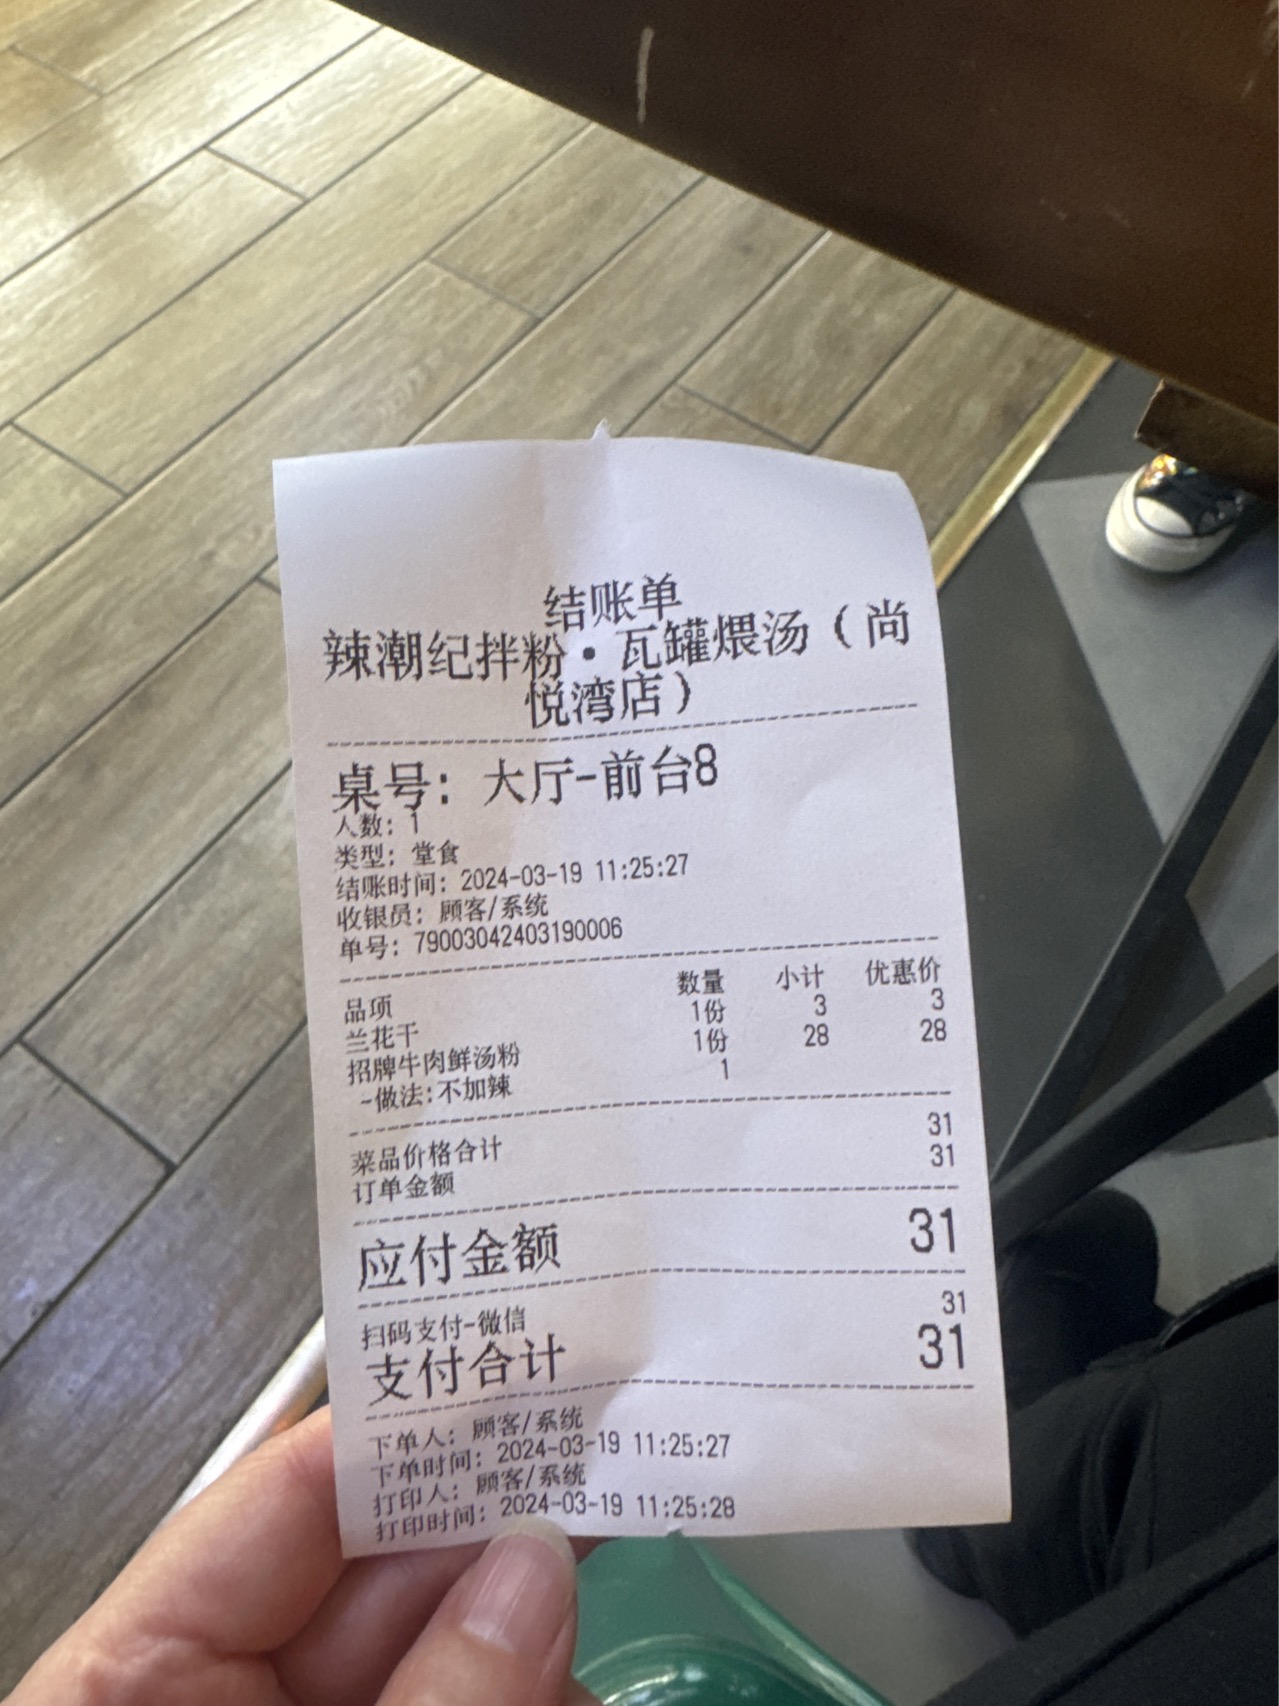 结账单
辣潮纪拌粉·瓦罐煨汤（尚
悦湾店）
桌号: 大厅-前台8
人数: 1
类型: 堂食
结账时间: 2024-03-19 11:25:27
收银员: 顾客/系统
单号: 79003042403190006
品项 数量 小计 优惠价
兰花干 1份 3 3
招牌牛肉鲜汤粉 1份 28 28
-做法:不加辣 1
菜品价格合计 31
订单金额 31
应付金额 31
扫码支付-微信 31
支付合计 31
下单人: 顾客/系统
下单时间: 2024-03-19 11:25:27
打印人: 顾客/系统
打印时间: 2024-03-19 11:25:28